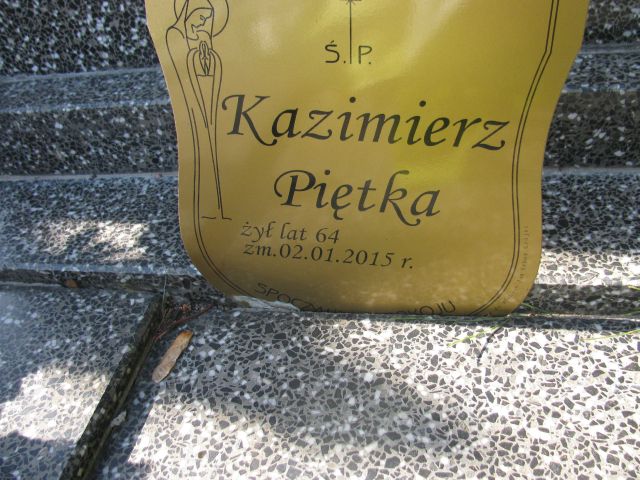 Ś.P.
Kazimierz
Piętka
żył lat 64
zm.02.01.2015 r.